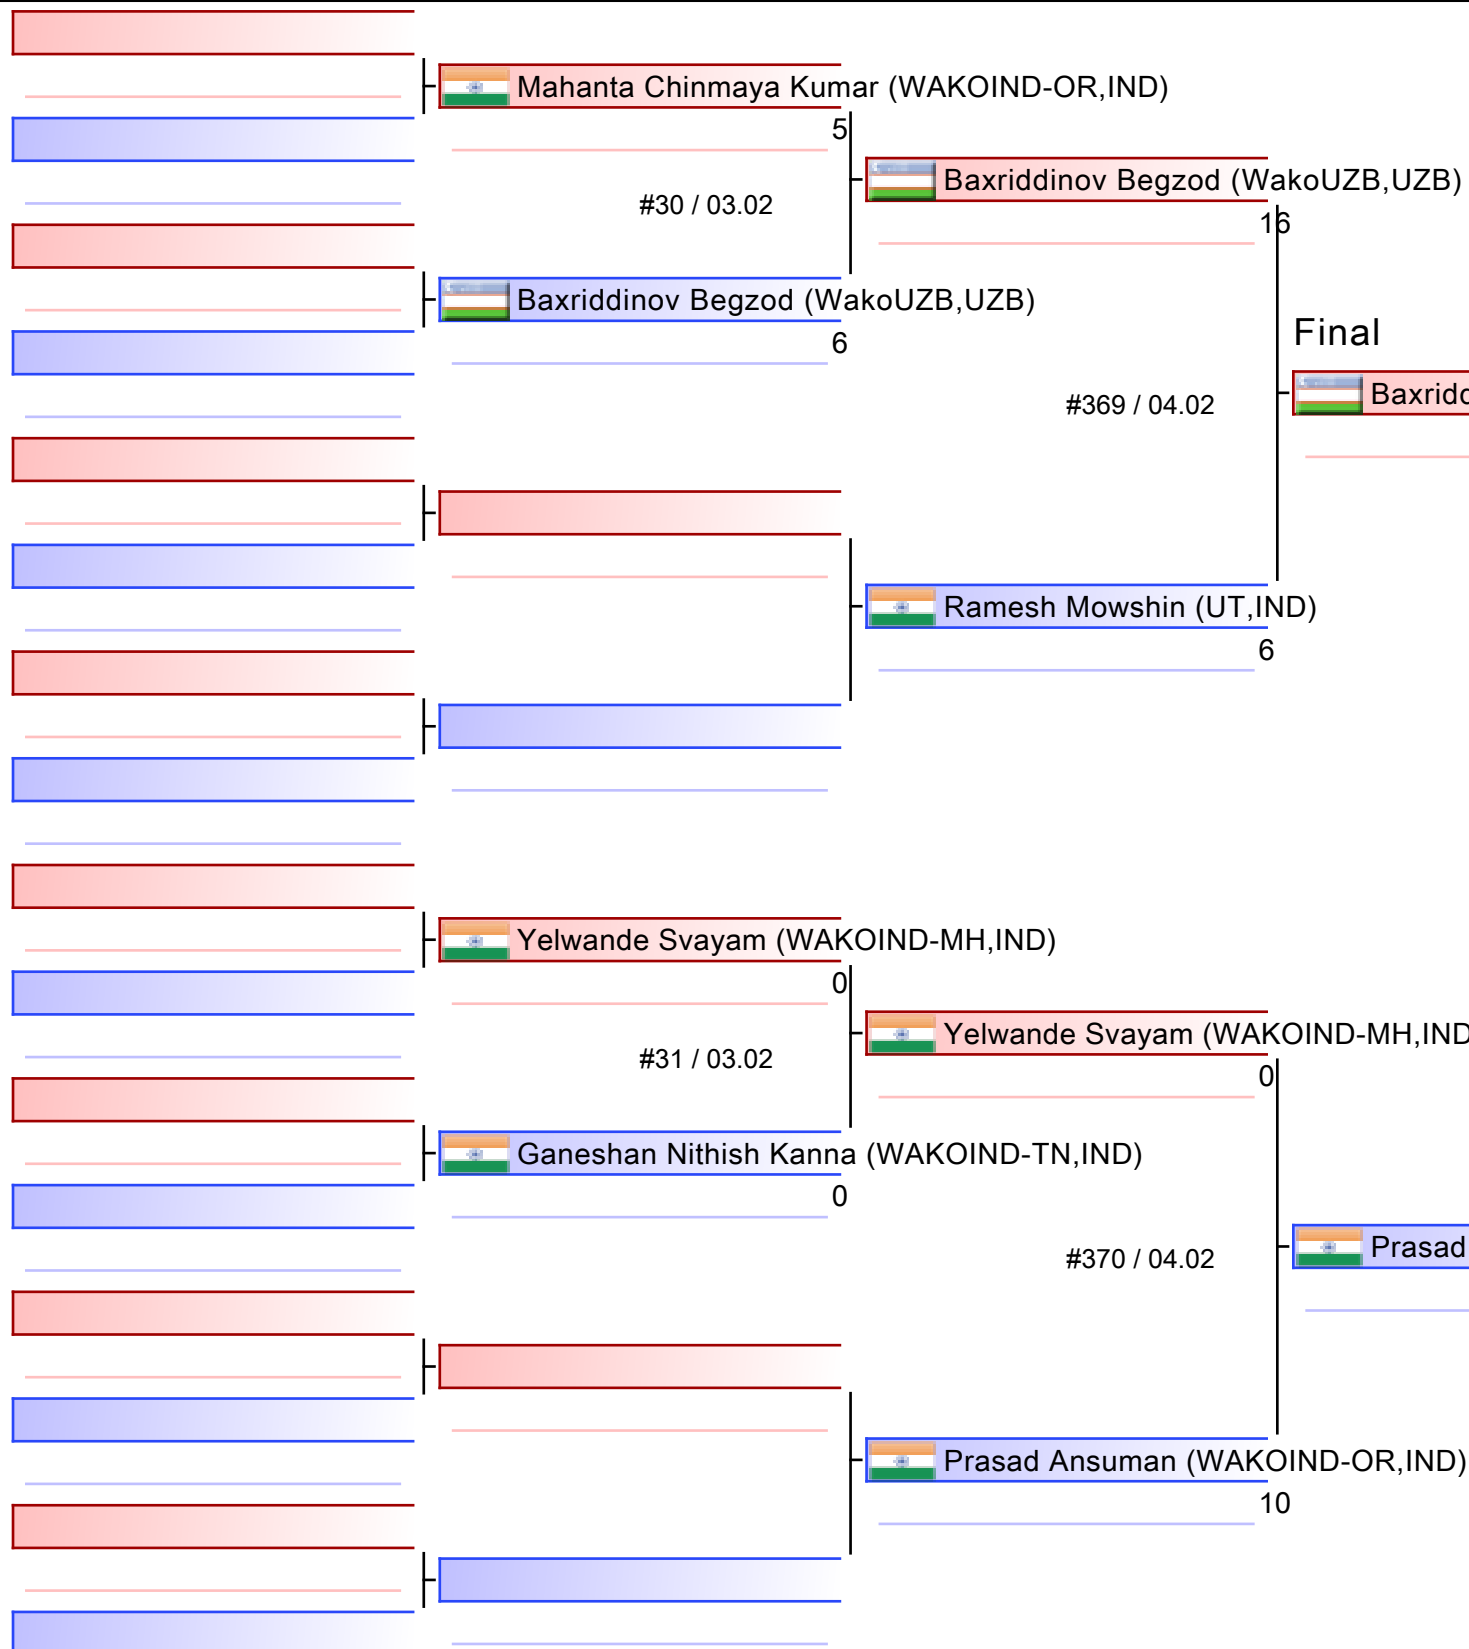 Mahanta Chinmaya Kumar (WAKOIND-OR,IND)
5
Baxriddinov Begzod (WakoUZB,UZB)
16
#30 / 03.02
Baxriddinov Begzod (WakoUZB,UZB)
6
Final
#369 / 04.02
Ramesh Mowshin (UT,IND)
6
Yelwande Svayam (WAKOIND-MH,IND)
0
Yelwande Svayam (WAKOIND-MH,IND
0
#31 / 03.02
Ganeshan Nithish Kanna (WAKOIND-TN,IND)
0
Prasad
#370 / 04.02
Prasad Ansuman (WAKOIND-OR,IND)
10